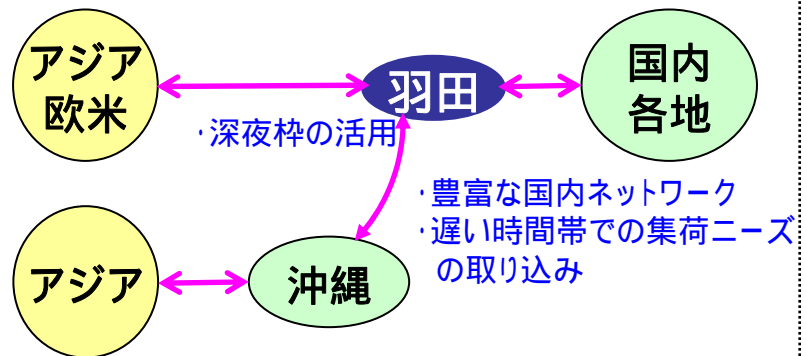 アジア
欧米
羽田
国内
各地
・深夜枠の活用
・豊富な国内ネットワーク
・遅い時間帯での集荷ニーズ
の取り込み
アジア
沖縄